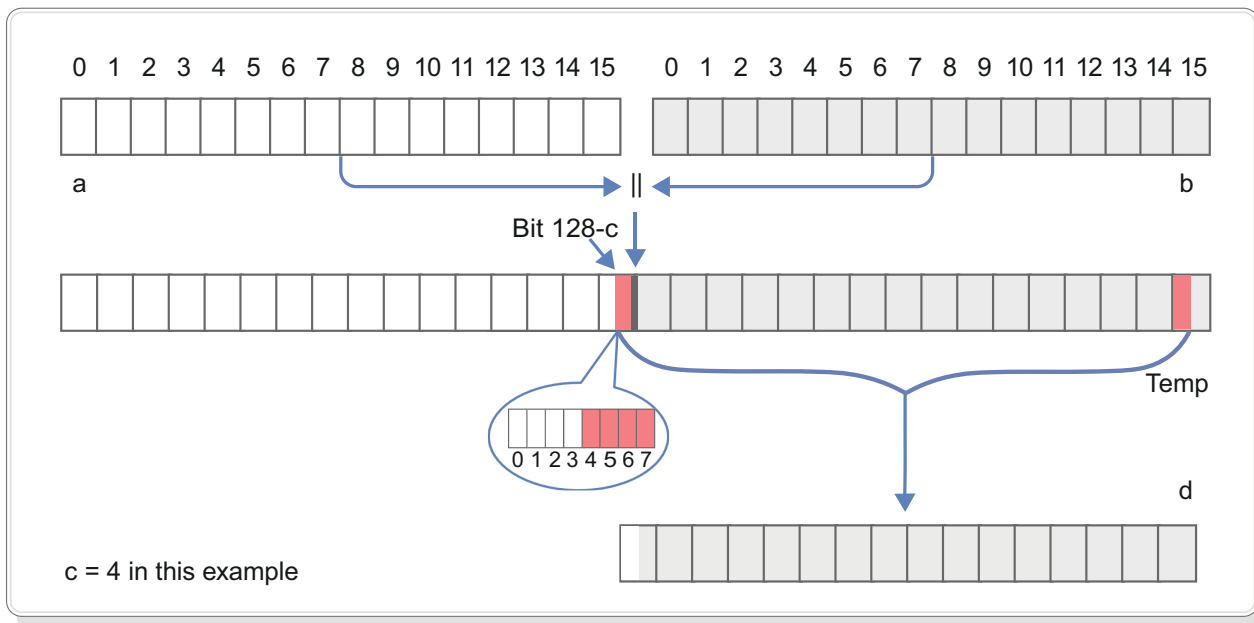 0 1 2 3 4 5 6 7 8 9 10 11 12 13 14 15 0 1 2 3 4 5 6 7 8 9 10 11 12 13 14 15
a || b
Bit 128-c
Temp
0 1 2 3 4 5 6 7
d
c = 4 in this example